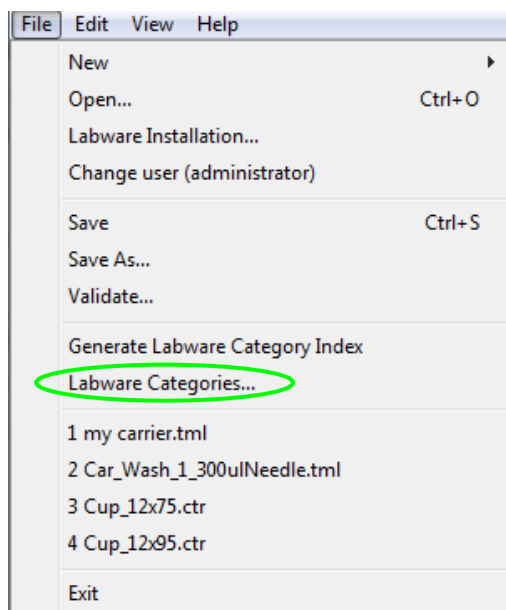 File Edit View Help
New
Open... Ctrl+O
Labware Installation...
Change user (administrator)
Save Ctrl+S
Save As...
Validate...
Generate Labware Category Index
Labware Categories...
1 my carrier.tml
2 Car_Wash_1_300ulNeedle.tml
3 Cup_12x75.ctr
4 Cup_12x95.ctr
Exit